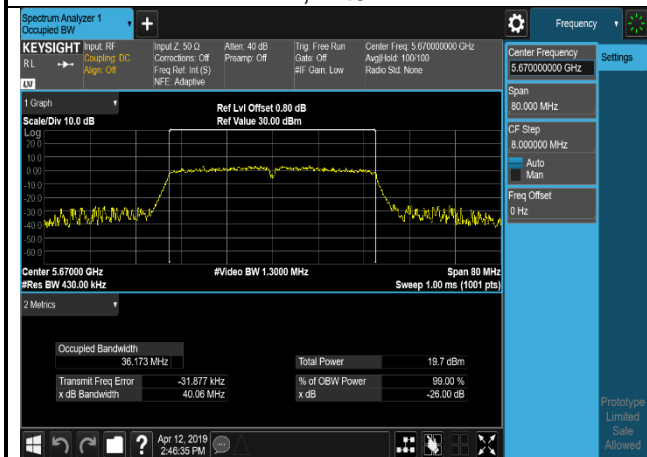 Spectrum Analyzer 1
Occupied BW
Frequency
KEYSIGHT
Input: RF
Coupling: DC
Align: Off
Input Z: 50 Ω
Corrections: Off
Freq Ref: Int (S)
NFE: Adaptive
Atten: 40 dB
Preamp: Off
Trig: Free Run
Gate: Off
#IF Gain: Low
Center Freq: 5.670000000 GHz
Avg|Hold: 100/100
Radio Std: None
RL
LXI
Center Frequency
5.670000000 GHz
Settings
Span
80.000 MHz
CF Step
8.000000 MHz
Auto
Man
Freq Offset
0 Hz
1 Graph
Scale/Div 10.0 dB
Ref Lvl Offset 0.80 dB
Ref Value 30.00 dBm
Log
20.0
10.0
0.00
-10.0
-20.0
-30.0
-40.0
-50.0
-60.0
Center 5.67000 GHz
#Video BW 1.3000 MHz
Span 80 MHz
#Res BW 430.00 kHz
Sweep 1.00 ms (1001 pts)
2 Metrics
Occupied Bandwidth
36.173 MHz
Total Power 19.7 dBm
Transmit Freq Error -31.877 kHz
% of OBW Power 99.00 %
x dB Bandwidth 40.06 MHz
x dB -26.00 dB
Prototype
Limited
Sale
Allowed
?
Apr 12, 2019
2:46:35 PM